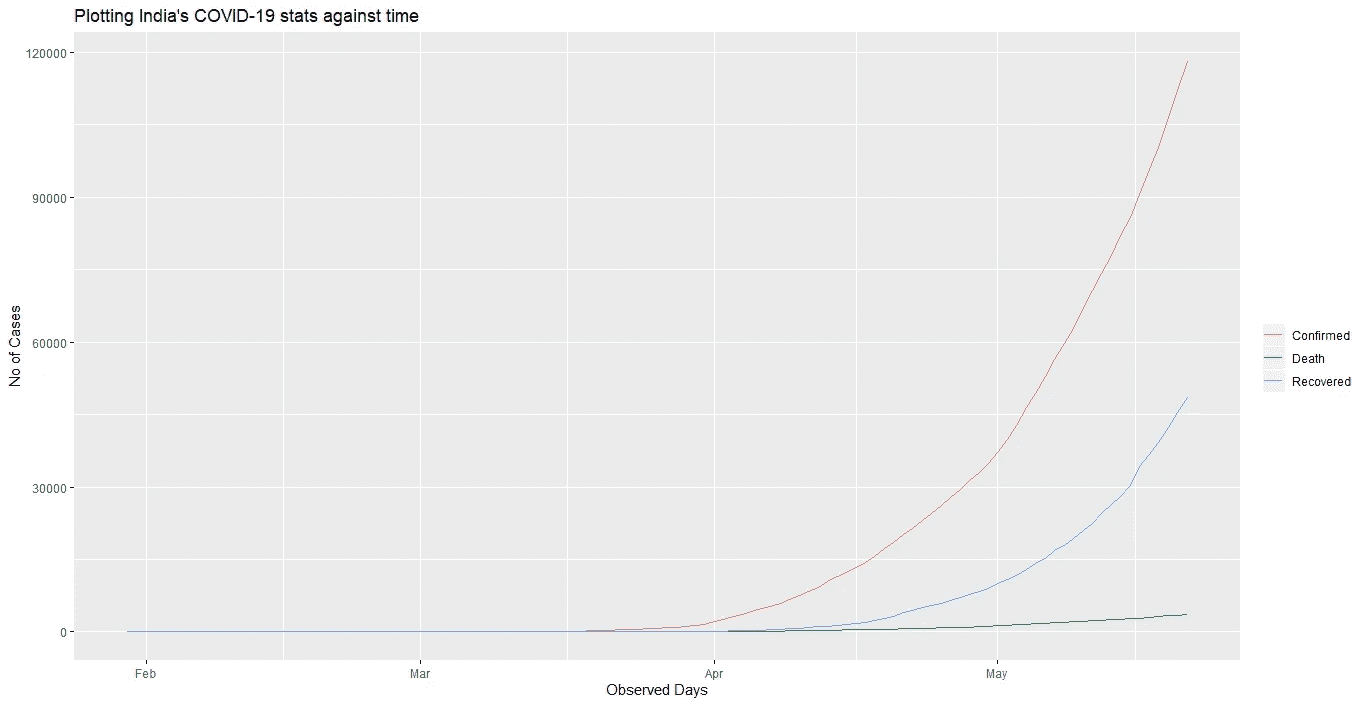 Plotting India's COVID-19 stats against time
120000
90000
60000
30000
0
No of Cases
Feb Mar Apr May
Observed Days
Confirmed
Death
Recovered